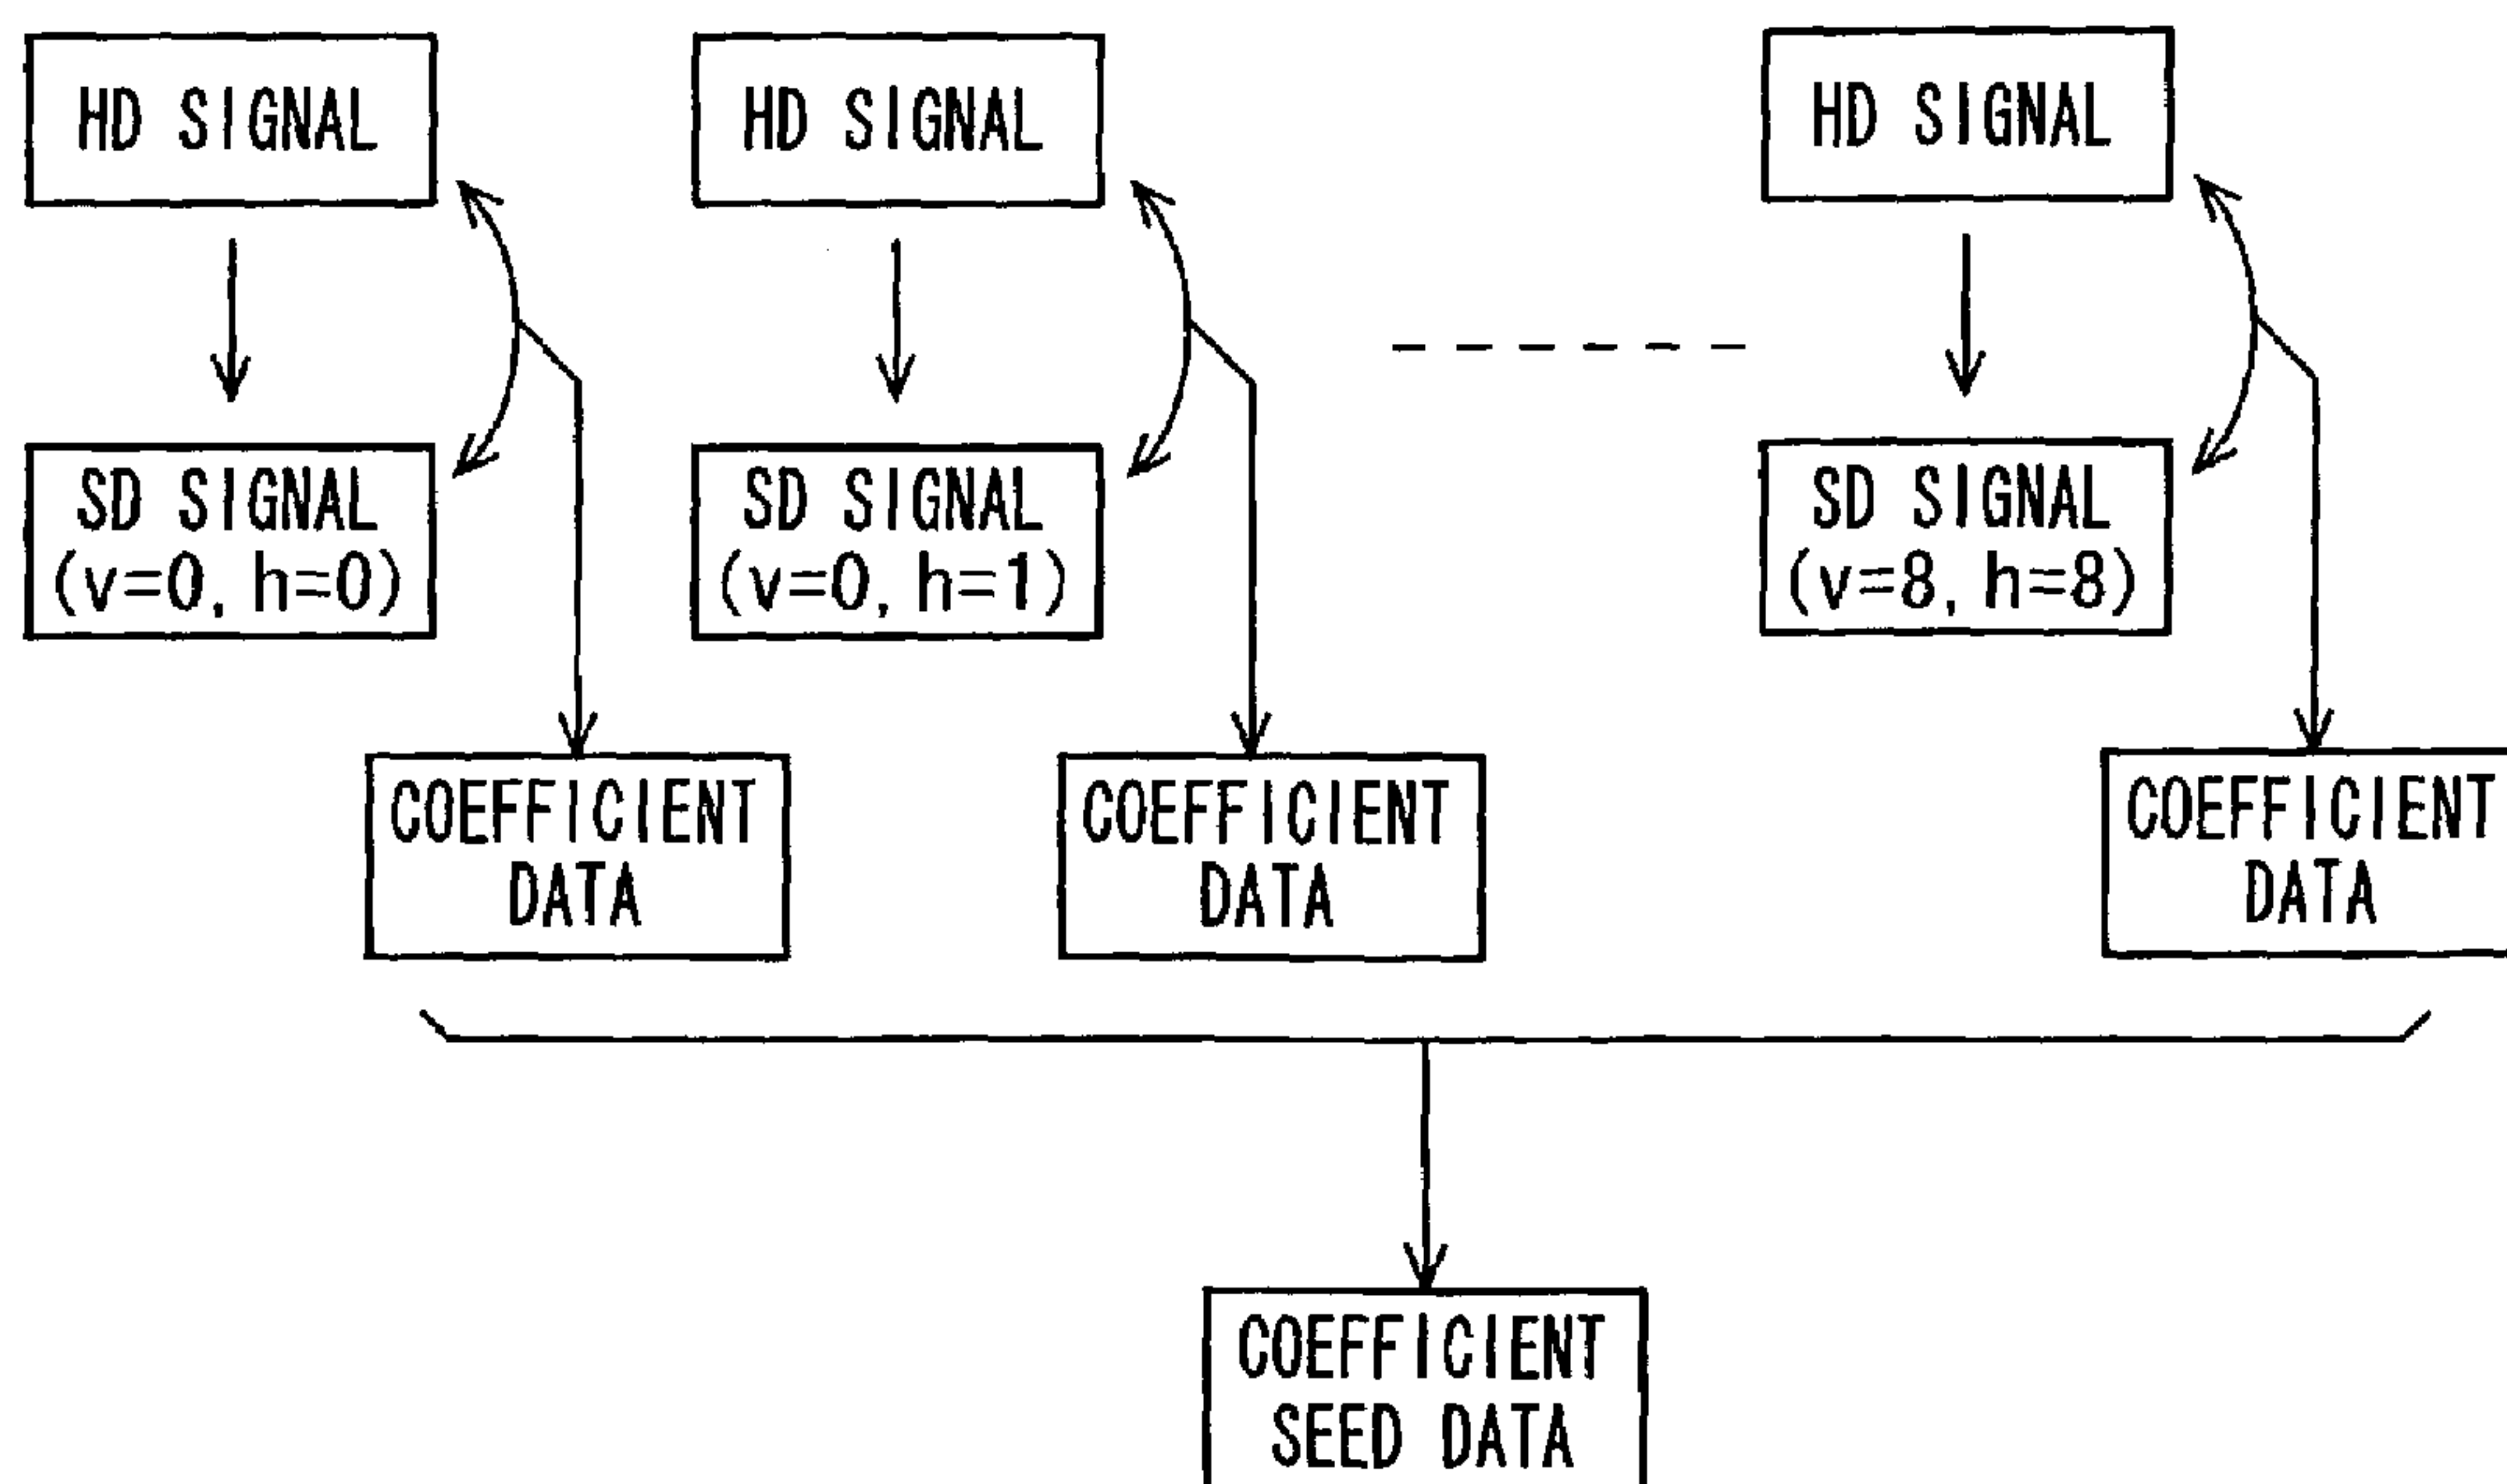 HD SIGNAL
HD SIGNAL
HD SIGNAL
SD SIGNAL
(v=0, h=0)
SD SIGNAL
(v=0, h=1)
SD SIGNAL
(v=8, h=8)
COEFFICIENT
DATA
COEFFICIENT
DATA
COEFFICIENT
DATA
COEFFICIENT
SEED DATA